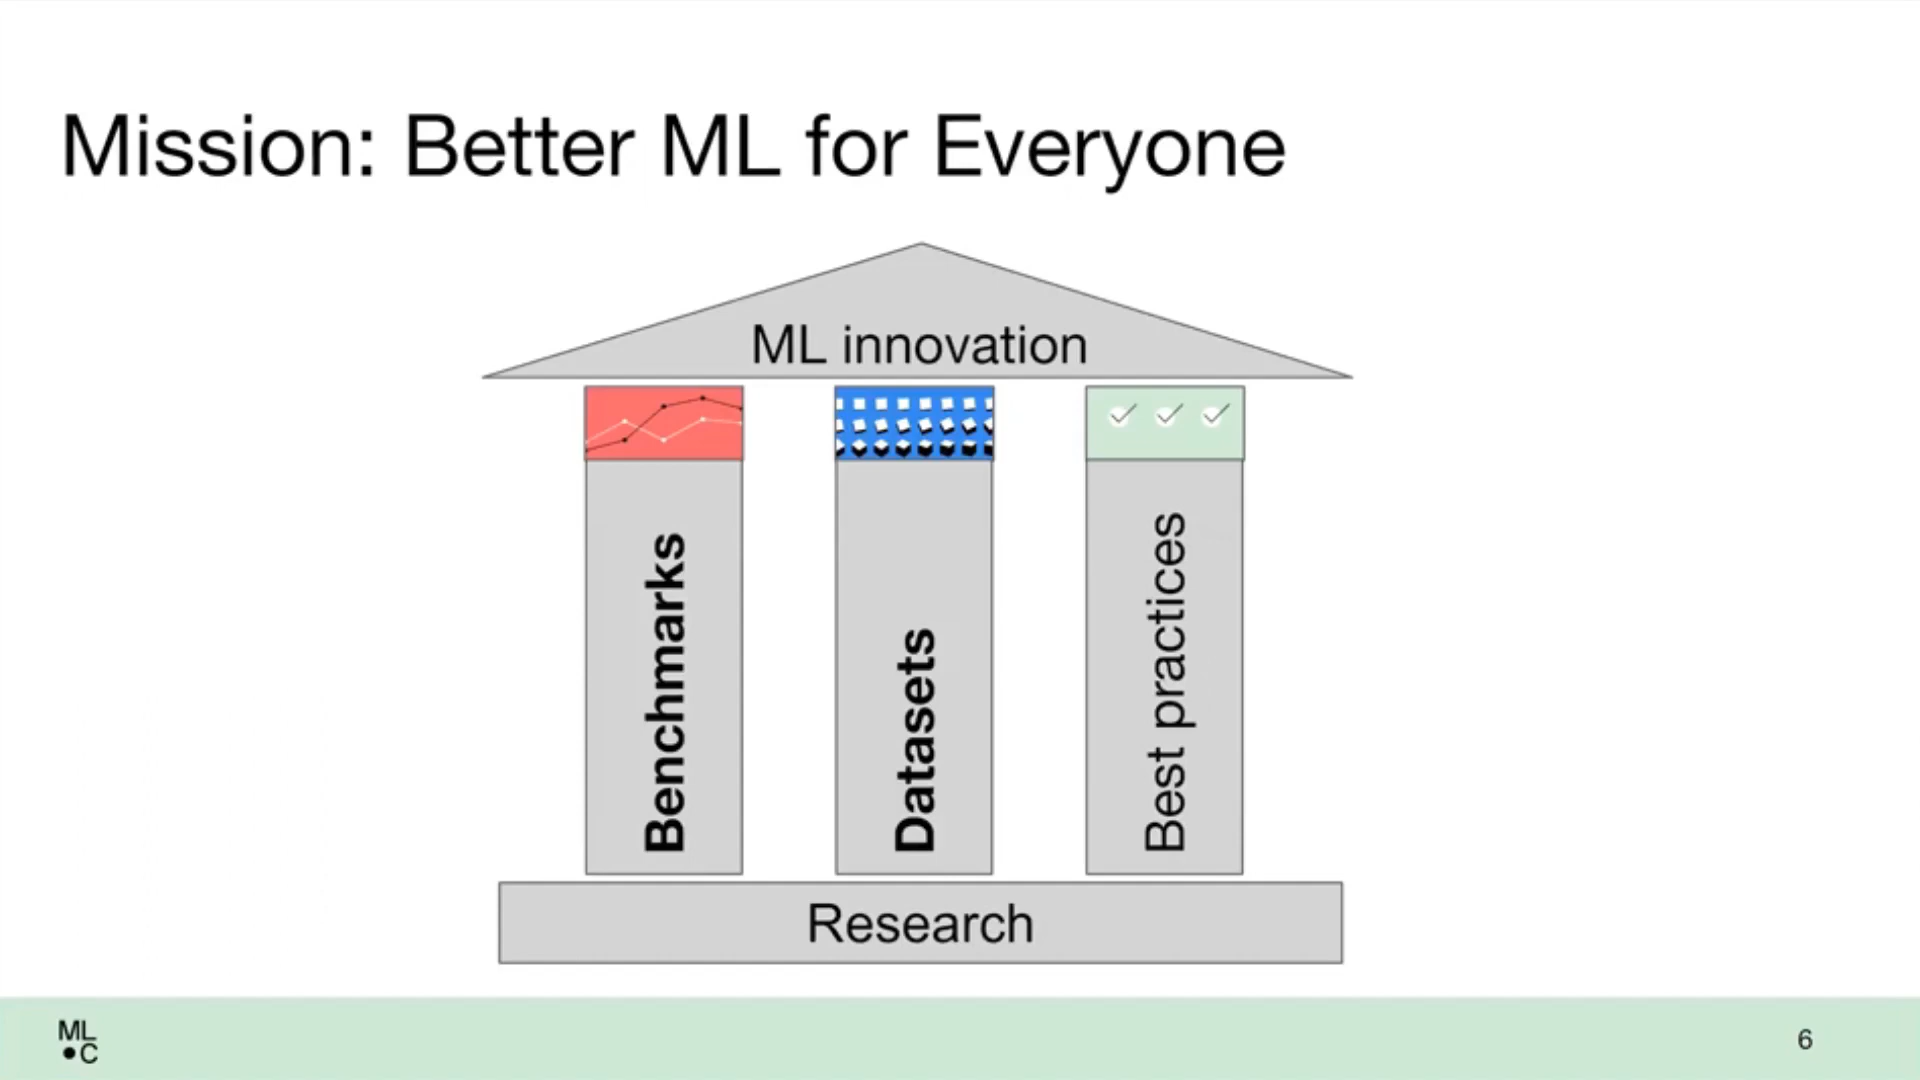 Mission: Better ML for Everyone
ML innovation
Benchmarks
Datasets
Best practices
Research
ML
•C
6